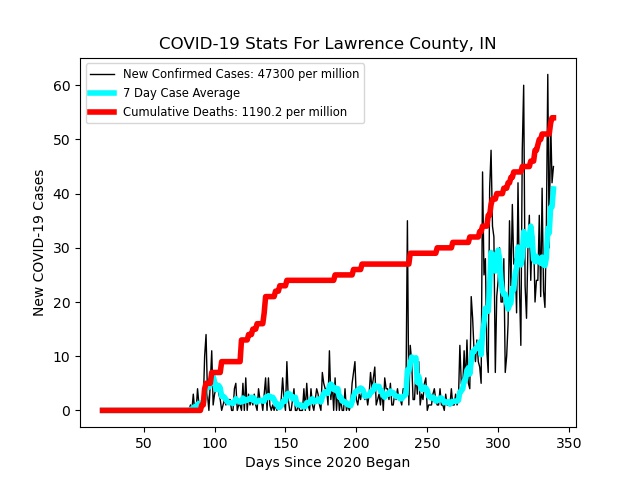 COVID-19 Stats For Lawrence County, IN
New Confirmed Cases: 47300 per million
7 Day Case Average
Cumulative Deaths: 1190.2 per million
New COVID-19 Cases
60
50
40
30
20
10
0
50 100 150 200 250 300 350
Days Since 2020 Began